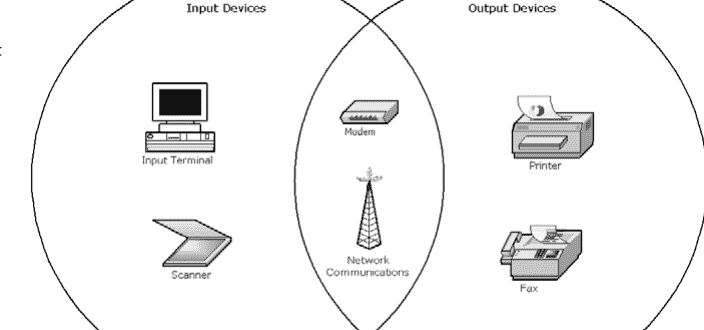 Input Devices
Output Devices
Modem
Input Terminal
Printer
Network
Communications
Scanner
Fax